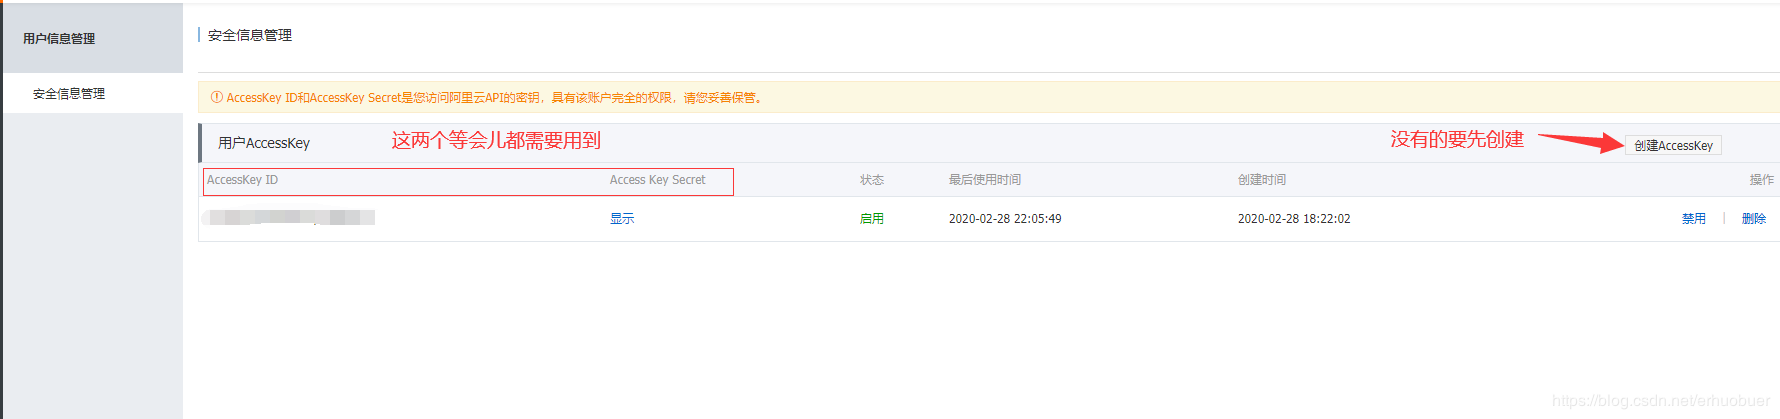 用户信息管理
安全信息管理
安全信息管理
AccessKey ID和AccessKey Secret是您访问阿里云API的密钥，具有该账户完全的权限，请您妥善保管。
用户AccessKey
这两个等会儿都需要用到
没有的要先创建
创建AccessKey
AccessKey ID Access Key Secret 状态 最后使用时间 创建时间 操作
显示 启用 2020-02-28 22:05:49 2020-02-28 18:22:02 禁用 | 删除
https://blog.csdn.net/erhuobuer